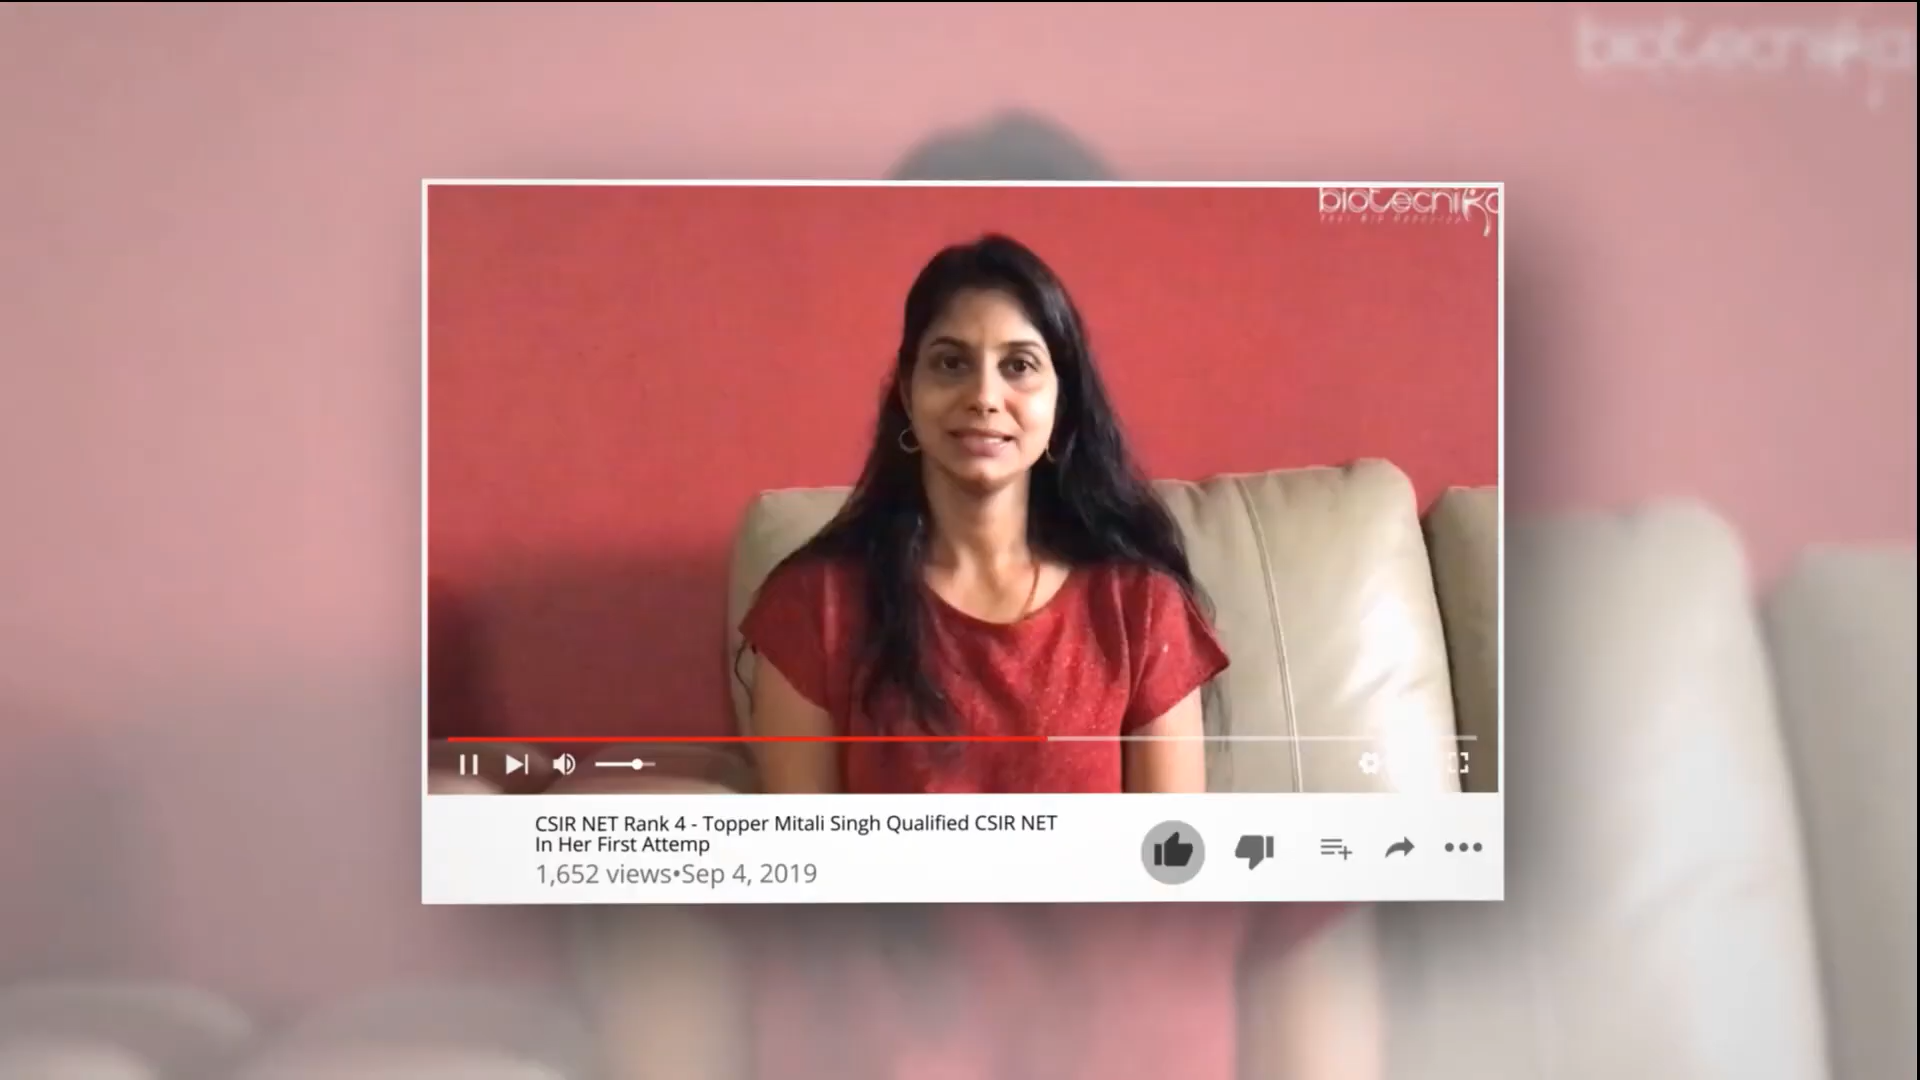 biotecnika
biotecnika
CSIR NET Rank 4 - Topper Mitali Singh Qualified CSIR NET
In Her First Attemp
1,652 views•Sep 4, 2019